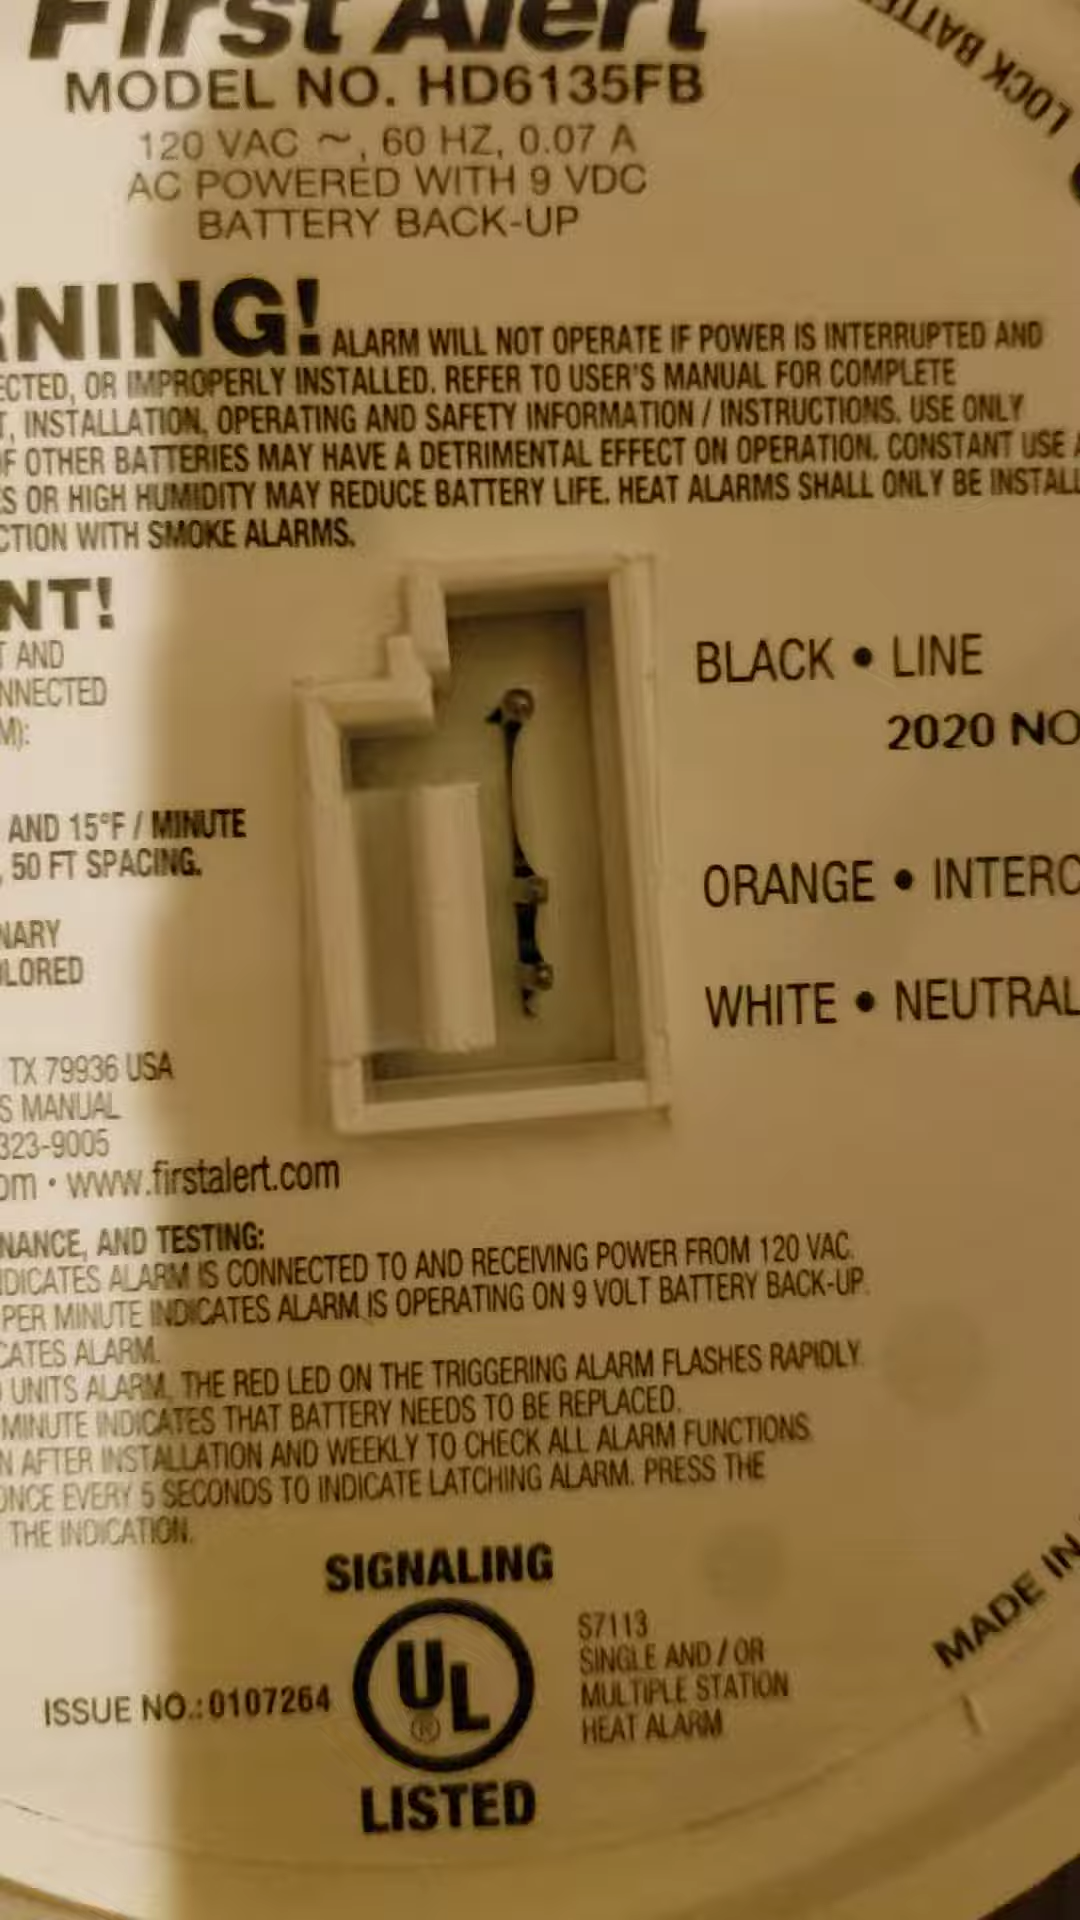 First Alert
LOCK BATT
MODEL NO. HD6135FB
120 VAC ~, 60 HZ, 0.07 A
AC POWERED WITH 9 VDC
BATTERY BACK-UP
RNING! ALARM WILL NOT OPERATE IF POWER IS INTERRUPTED AND
ECTED, OR IMPROPERLY INSTALLED. REFER TO USER'S MANUAL FOR COMPLETE
T, INSTALLATION, OPERATING AND SAFETY INFORMATION / INSTRUCTIONS. USE ONLY
OF OTHER BATTERIES MAY HAVE A DETRIMENTAL EFFECT ON OPERATION. CONSTANT USE A
ES OR HIGH HUMIDITY MAY REDUCE BATTERY LIFE. HEAT ALARMS SHALL ONLY BE INSTALL
CTION WITH SMOKE ALARMS.
NT!
T AND
NNECTED
M):
AND 15°F / MINUTE
, 50 FT SPACING.
NARY
LORED
TX 79936 USA
S MANUAL
323-9005
om • www.firstalert.com
BLACK • LINE
2020 NO
ORANGE • INTERC
WHITE • NEUTRAL
NANCE, AND TESTING:
NDICATES ALARM IS CONNECTED TO AND RECEIVING POWER FROM 120 VAC.
PER MINUTE INDICATES ALARM IS OPERATING ON 9 VOLT BATTERY BACK-UP.
CATES ALARM.
D UNITS ALARM, THE RED LED ON THE TRIGGERING ALARM FLASHES RAPIDLY.
MINUTE INDICATES THAT BATTERY NEEDS TO BE REPLACED.
N AFTER INSTALLATION AND WEEKLY TO CHECK ALL ALARM FUNCTIONS.
ONCE EVERY 5 SECONDS TO INDICATE LATCHING ALARM. PRESS THE
THE INDICATION.
SIGNALING
UL
®
LISTED
ISSUE NO.: 0107264
S7113
SINGLE AND / OR
MULTIPLE STATION
HEAT ALARM
MADE IN